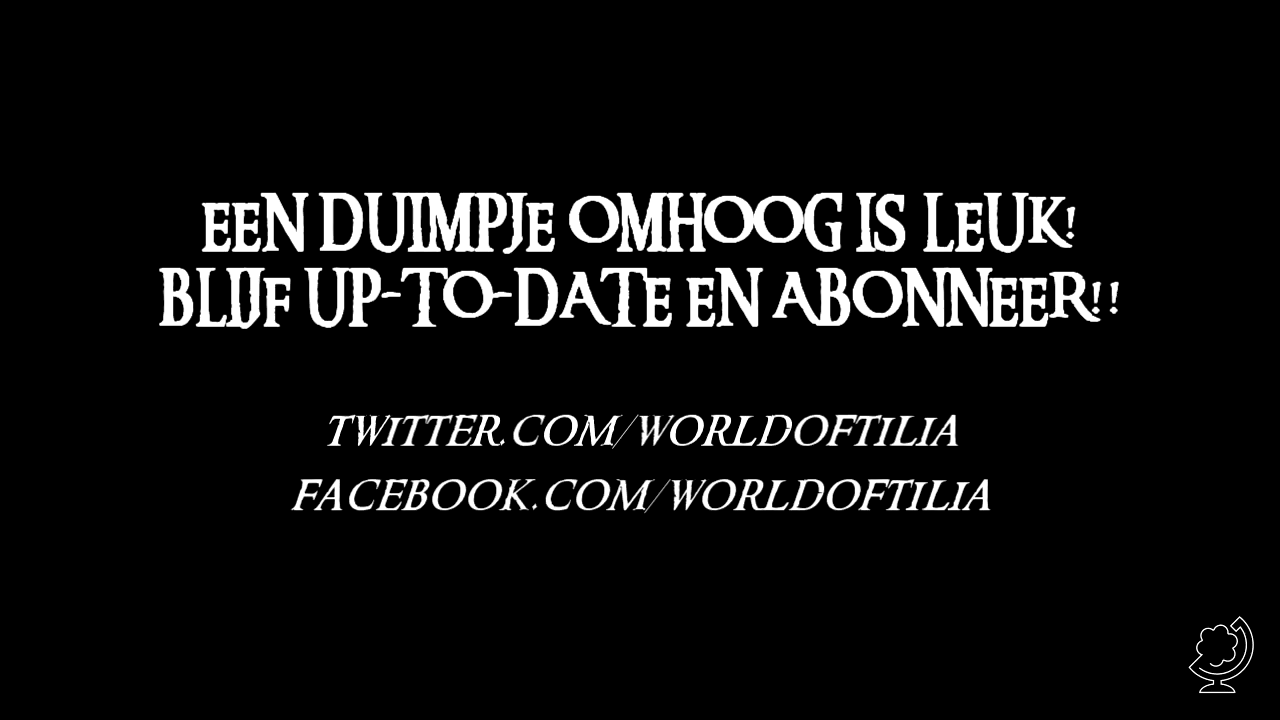 EEN DUIMPJE OMHOOG IS LEUK!
BLIJF UP-TO-DATE EN ABONNEER!!
TWITTER.COM/WORLDOFTILIA
FACEBOOK.COM/WORLDOFTILIA